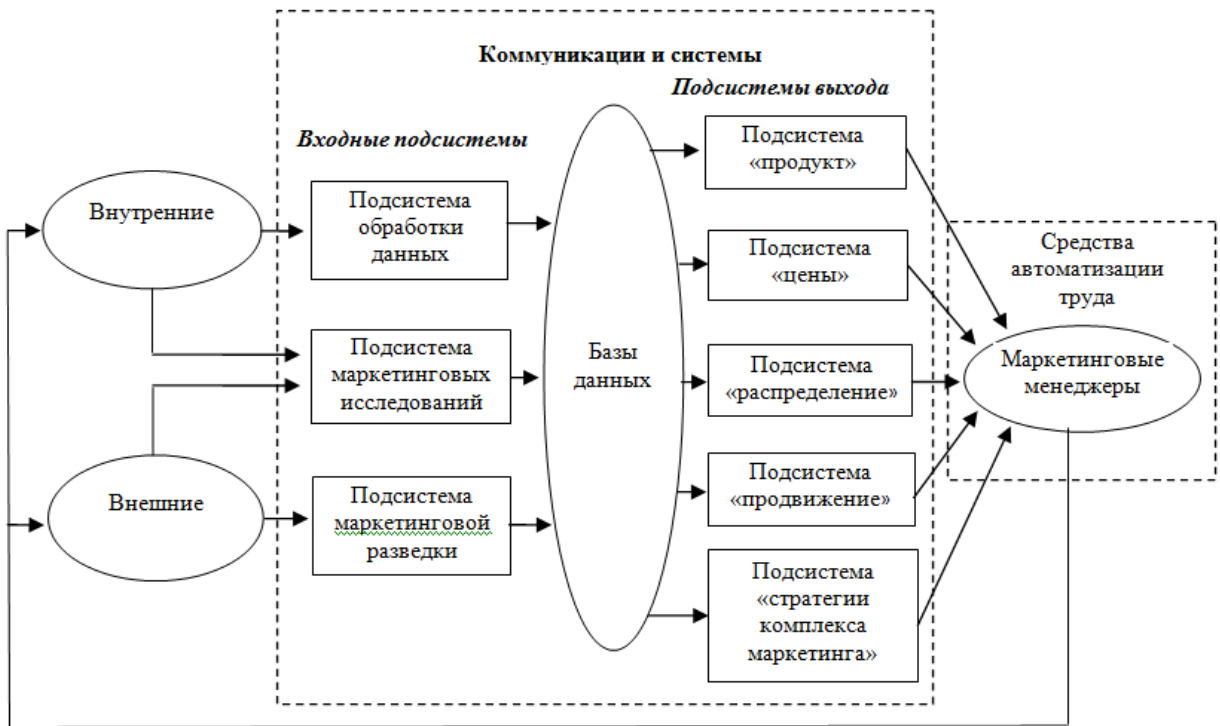 Коммуникации и системы
Подсистемы выхода
Входные подсистемы
Внутренние
Внешние
Подсистема
обработки
данных
Подсистема
маркетинговых
исследований
Подсистема
маркетинговой
разведки
Базы
данных
Подсистема
«продукт»
Подсистема
«цены»
Подсистема
«распределение»
Подсистема
«продвижение»
Подсистема
«стратегии
комплекса
маркетинга»
Средства
автоматизации
труда
Маркетинговые
менеджеры